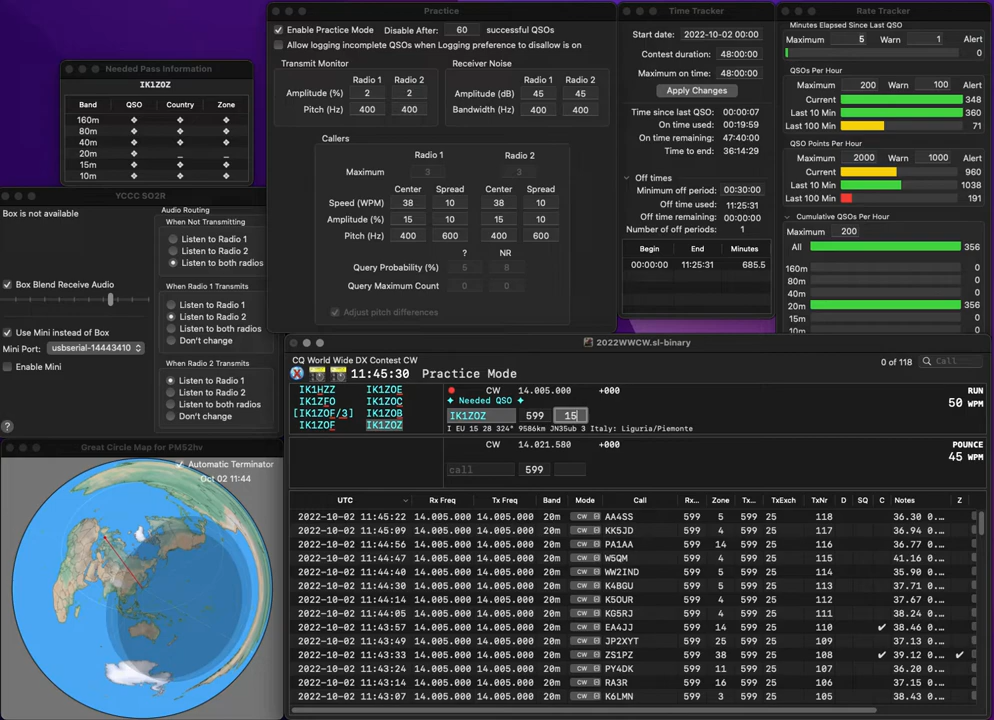 Practice
Enable Practice Mode Disable After: 60 successful QSOs
Allow logging incomplete QSOs when Logging preference to disallow is on
Transmit Monitor
Receiver Noise
Radio 1 Radio 2
Radio 1 Radio 2
Amplitude (%) 2 2
Amplitude (dB) 45 45
Pitch (Hz) 400 400
Bandwidth (Hz) 400 400
Callers
Radio 1 Radio 2
Maximum 3 3
Center Spread Center Spread
Speed (WPM) 38 10 38 10
Amplitude (%) 15 10 15 10
Pitch (Hz) 400 600 400 600
? NR
Query Probability (%) 5 8
Query Maximum Count 0 0
Adjust pitch differences
Time Tracker
Start date: 2022-10-02 00:00
Contest duration: 48:00:00
Maximum on time: 48:00:00
Apply Changes
Time since last QSO: 00:00:07
On time used: 00:19:59
On time remaining: 47:40:00
Time to end: 36:14:29
Off times
Minimum off period: 00:30:00
Off time used: 11:25:31
Off time remaining: 00:00:00
Number of off periods: 1
Begin End Minutes
00:00:00 11:25:31 685.5
Rate Tracker
Minutes Elapsed Since Last QSO
Maximum 5 Warn 1 Alert
0
QSOs Per Hour
Maximum 200 Warn 100 Alert
Current 348
Last 10 Min 360
Last 100 Min 71
QSO Points Per Hour
Maximum 2000 Warn 1000 Alert
Current 960
Last 10 Min 1038
Last 100 Min 191
Cumulative QSOs Per Hour
Maximum 200
All 356
160m 0
80m 0
40m 0
20m 356
15m 0
10m 0
Needed Pass Information
IK1ZOZ
Band QSO Country Zone
160m ❖ ❖ ❖
80m ❖ ❖ ❖
40m ❖ ❖ ❖
20m ❖ _ _
15m ❖ ❖ ❖
10m ❖ ❖ ❖
YCCC SO2R
Box is not available
Box Blend Receive Audio
Use Mini instead of Box
Mini Port: usbserial-14443410
Enable Mini
?
Audio Routing
When Not Transmitting
Listen to Radio 1
Listen to Radio 2
Listen to both radios
When Radio 1 Transmits
Listen to Radio 1
Listen to Radio 2
Listen to both radios
Don't change
When Radio 2 Transmits
Listen to Radio 1
Listen to Radio 2
Listen to both radios
Don't change
Great Circle Map for PM52hv
Automatic Terminator
Oct 02 11:44
2022WWCW.sl-binary
CQ World Wide DX Contest CW
0 of 118 Call
11:45:30 Practice Mode
IK1HZZ IK1ZOE
IK1ZFO IK1ZOC
[IK1ZOF/3] IK1ZOB
IK1ZOF IK1ZOZ
CW 14.005.000 +000
RUN
✦ Needed QSO ✦
50 WPM
IK1ZOZ 599 15
I EU 15 28 324° 9586km JN35ub 3 Italy: Liguria/Piemonte
CW 14.021.580 +000
POUNCE
45 WPM
call 599
UTC Rx Freq Tx Freq Band Mode Call Rx... Zone Tx... TxExch TxNr D SQ C Notes Z
2022-10-02 11:45:22 14.005.000 14.005.000 20m CW AA4SS 599 5 599 25 118 36.30 0....
2022-10-02 11:45:09 14.005.000 14.005.000 20m CW KK5JD 599 4 599 25 117 36.94 0....
2022-10-02 11:44:56 14.005.000 14.005.000 20m CW PA1AA 599 14 599 25 116 36.77 0....
2022-10-02 11:44:47 14.005.000 14.005.000 20m CW W5QM 599 4 599 25 115 41.16 0....
2022-10-02 11:44:40 14.005.000 14.005.000 20m CW WW2IND 599 4 599 25 114 35.90 0....
2022-10-02 11:44:30 14.005.000 14.005.000 20m CW K4BGU 599 5 599 25 113 37.71 0....
2022-10-02 11:44:14 14.005.000 14.005.000 20m CW K5OUR 599 4 599 25 112 37.67 0....
2022-10-02 11:44:05 14.005.000 14.005.000 20m CW KG5RJ 599 4 599 25 111 38.24 0....
2022-10-02 11:43:57 14.005.000 14.005.000 20m CW EA4JJ 599 14 599 25 110 ✔ 38.46 0....
2022-10-02 11:43:49 14.005.000 14.005.000 20m CW JP2XYT 599 25 599 25 109 37.13 0....
2022-10-02 11:43:33 14.005.000 14.005.000 20m CW ZS1PZ 599 38 599 25 108 ✔ 39.12 0.... ✔
2022-10-02 11:43:24 14.005.000 14.005.000 20m CW PY4DK 599 11 599 25 107 36.20 0....
2022-10-02 11:43:14 14.005.000 14.005.000 20m CW RA3R 599 16 599 25 106 37.15 0....
2022-10-02 11:43:07 14.005.000 14.005.000 20m CW K6LMN 599 3 599 25 105 38.43 0....